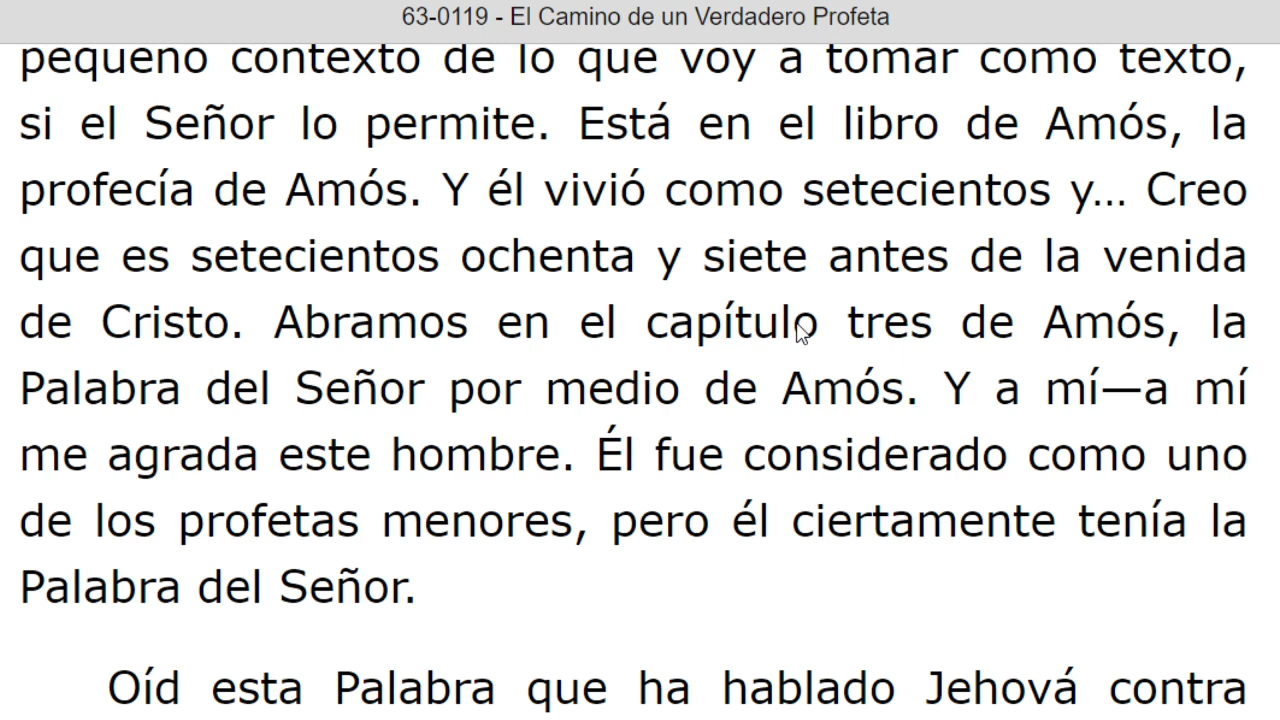 63-0119 - El Camino de un Verdadero Profeta
pequeño contexto de lo que voy a tomar como texto,
si el Señor lo permite. Está en el libro de Amós, la
profecía de Amós. Y él vivió como setecientos y… Creo
que es setecientos ochenta y siete antes de la venida
de Cristo. Abramos en el capítulo tres de Amós, la
Palabra del Señor por medio de Amós. Y a mí—a mí
me agrada este hombre. Él fue considerado como uno
de los profetas menores, pero él ciertamente tenía la
Palabra del Señor.
Oíd esta Palabra que ha hablado Jehová contra